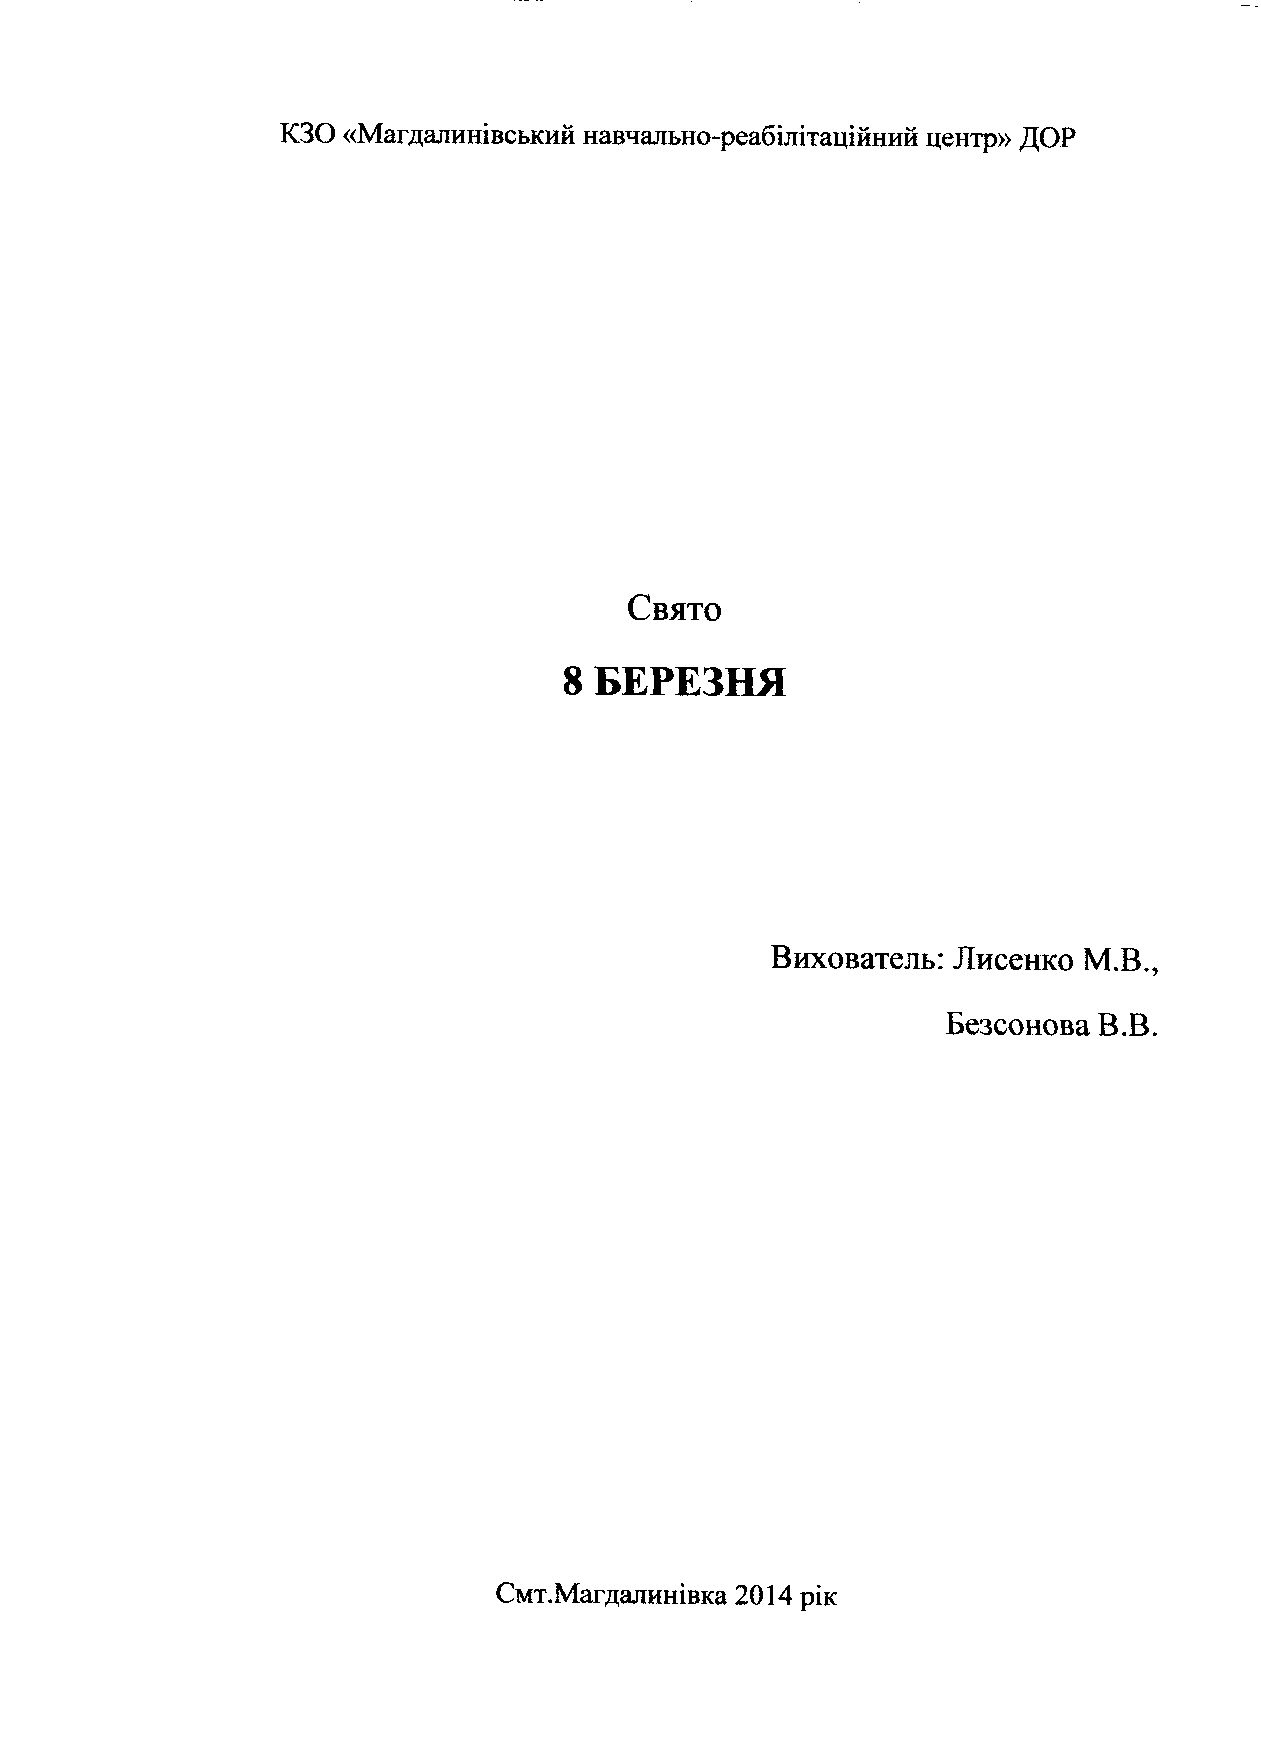 КЗО «Магдалинівський навчально-реабілітаційний центр» ДОР
Свято
8 БЕРЕЗНЯ
Вихователь: Лисенко М.В.,
Безсонова В.В.
Смт.Магдалинівка 2014 рік